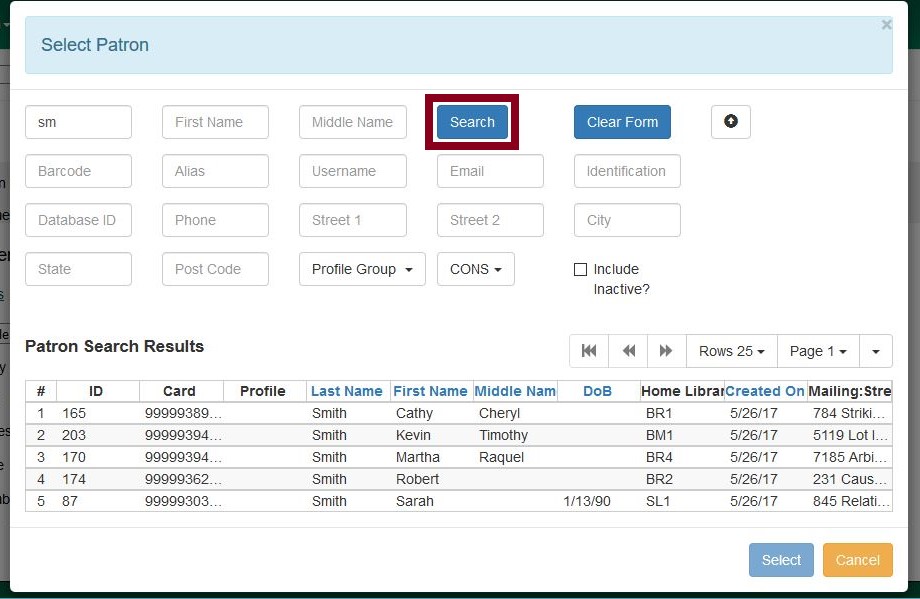 Select Patron
×
sm First Name Middle Name Search Clear Form
Barcode Alias Username Email Identification
Database ID Phone Street 1 Street 2 City
State Post Code Profile Group CONS Include
Inactive?
Patron Search Results Rows 25 Page 1
# ID Card Profile Last Name First Name Middle Nam DoB Home Librar Created On Mailing:Stre
1 165 99999389... Smith Cathy Cheryl BR1 5/26/17 784 Striki...
2 203 99999394... Smith Kevin Timothy BM1 5/26/17 5119 Lot I...
3 170 99999394... Smith Martha Raquel BR4 5/26/17 7185 Arbi...
4 174 99999362... Smith Robert BR2 5/26/17 231 Caus...
5 87 99999303... Smith Sarah 1/13/90 SL1 5/26/17 845 Relati...
Select Cancel